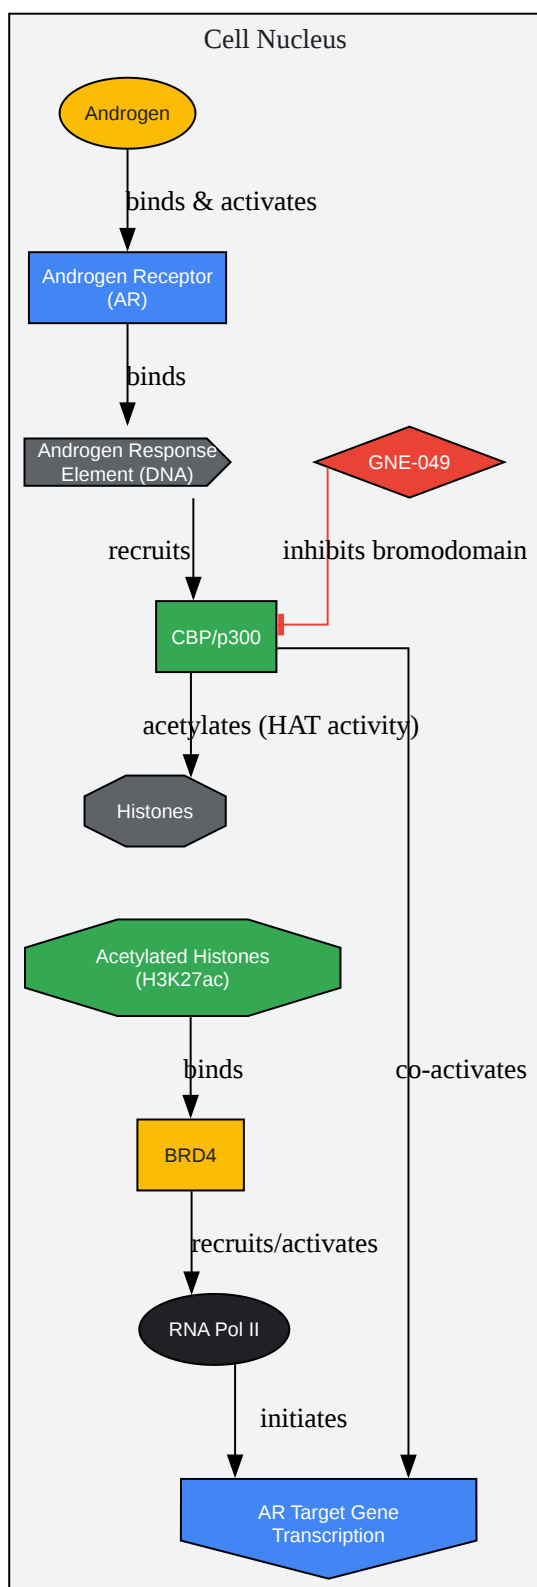 Cell Nucleus
Androgen
binds & activates
Androgen Receptor
(AR)
binds
Androgen Response
Element (DNA)
GNE-049
recruits
inhibits bromodomain
CBP/p300
acetylates (HAT activity)
Histones
Acetylated Histones
(H3K27ac)
binds
co-activates
BRD4
recruits/activates
RNA Pol II
initiates
AR Target Gene
Transcription